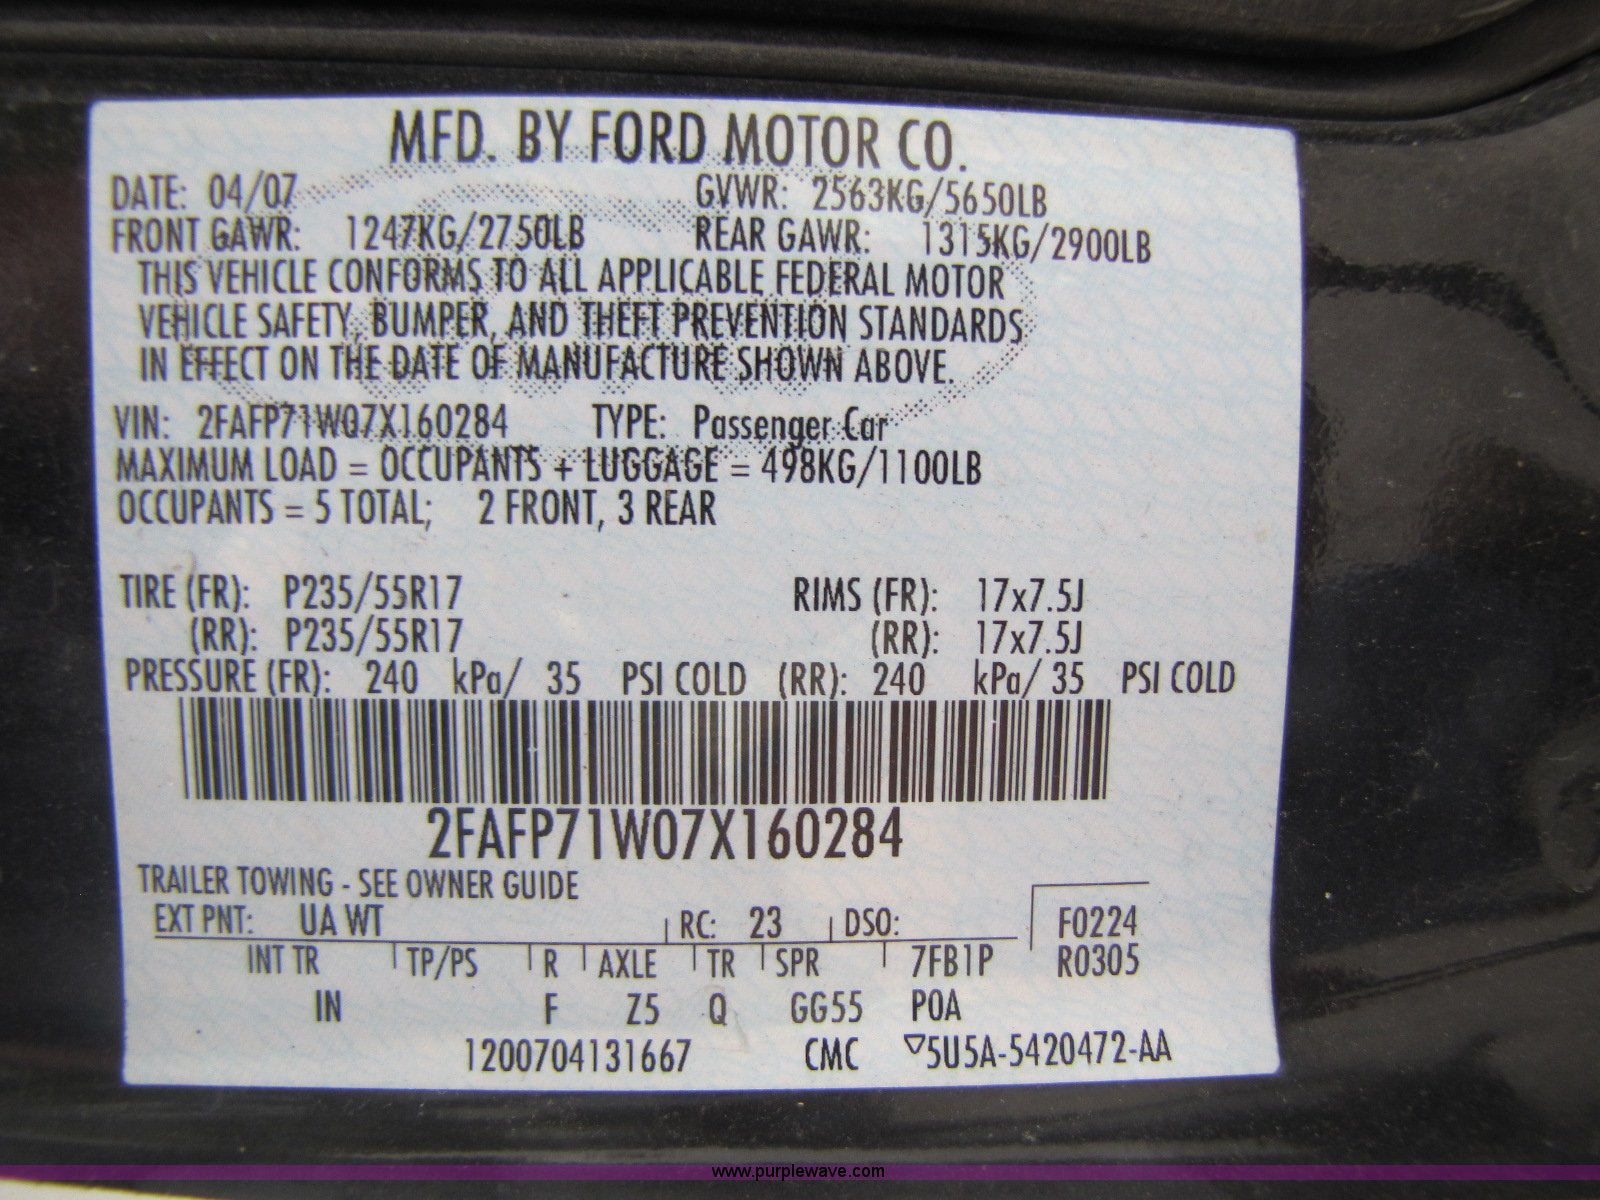 MFD. BY FORD MOTOR CO.
DATE: 04/07 GVWR: 2563KG/5650LB
FRONT GAWR: 1247KG/2750LB REAR GAWR: 1315KG/2900LB
THIS VEHICLE CONFORMS TO ALL APPLICABLE FEDERAL MOTOR
VEHICLE SAFETY, BUMPER, AND THEFT PREVENTION STANDARDS
IN EFFECT ON THE DATE OF MANUFACTURE SHOWN ABOVE.
VIN: 2FAFP71W07X160284 TYPE: Passenger Car
MAXIMUM LOAD = OCCUPANTS + LUGGAGE = 498KG/1100LB
OCCUPANTS = 5 TOTAL; 2 FRONT, 3 REAR
TIRE (FR): P235/55R17 RIMS (FR): 17x7.5J
(RR): P235/55R17 (RR): 17x7.5J
PRESSURE (FR): 240 kPa/ 35 PSI COLD (RR): 240 kPa/ 35 PSI COLD
2FAFP71W07X160284
TRAILER TOWING - SEE OWNER GUIDE
EXT PNT: UA WT RC: 23 DSO: F0224
INT TR TP/PS R AXLE TR SPR 7FB1P R0305
IN F Z5 Q GG55 POA
1200704131667 CMC ▽5U5A-5420472-AA
www.purplewave.com